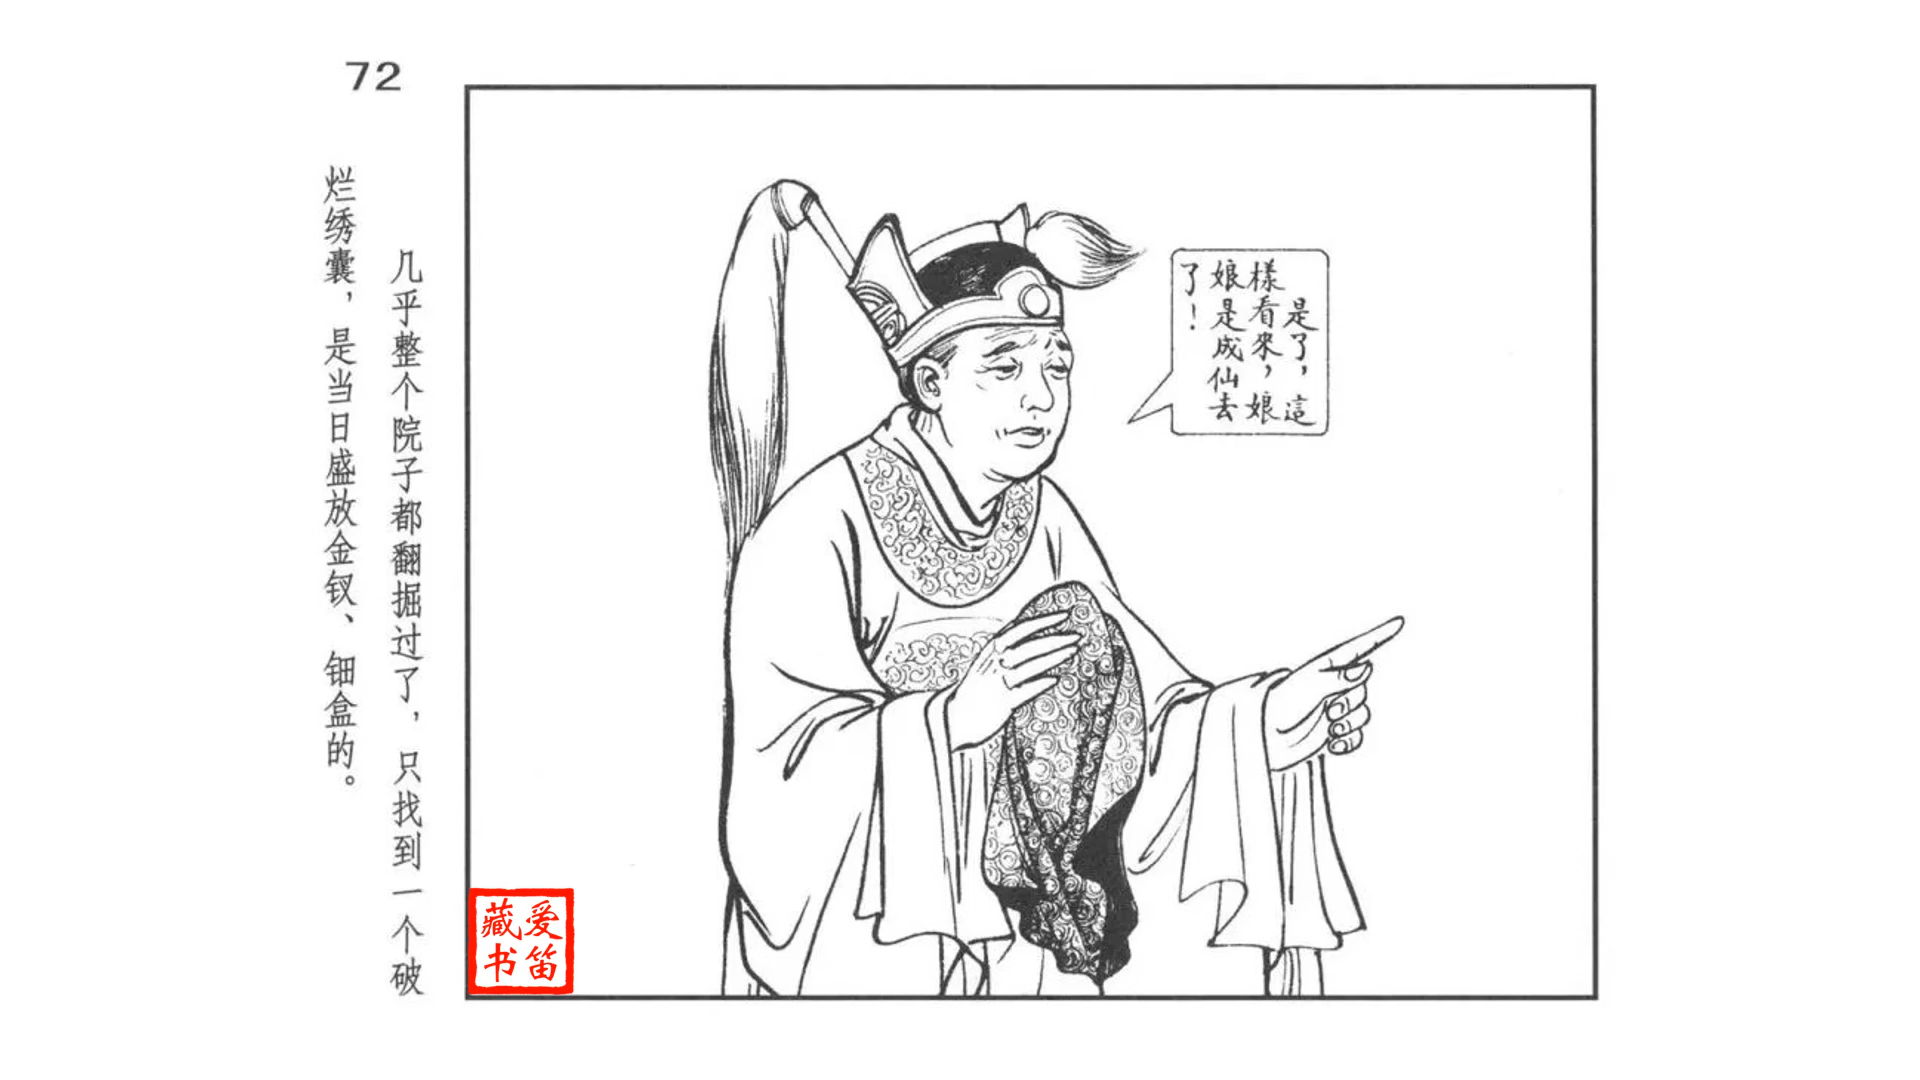 72
几乎整个院子都翻掘过了，只找到一个破
烂绣囊，是当日盛放金钗、钿盒的。
是了，這
樣看來，娘
娘是成仙去
了！
爱笛
藏书